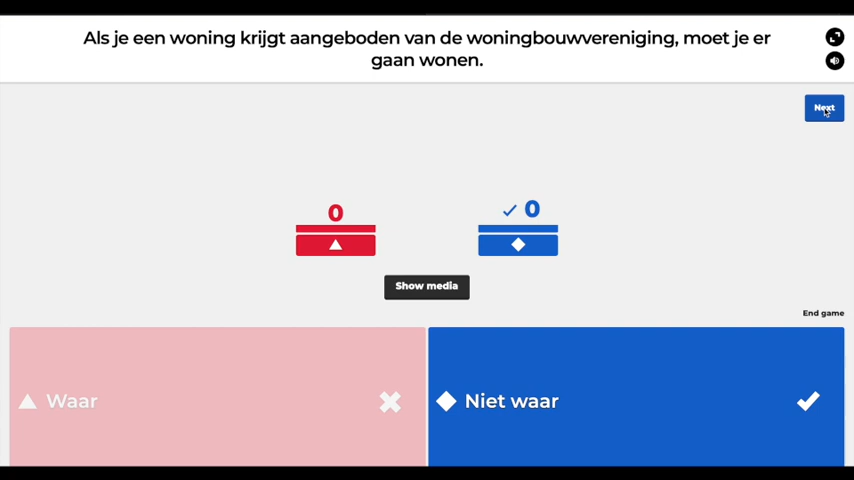 Als je een woning krijgt aangeboden van de woningbouwvereniging, moet je er
gaan wonen.
Next
0
0
Show media
End game
Waar
Niet waar